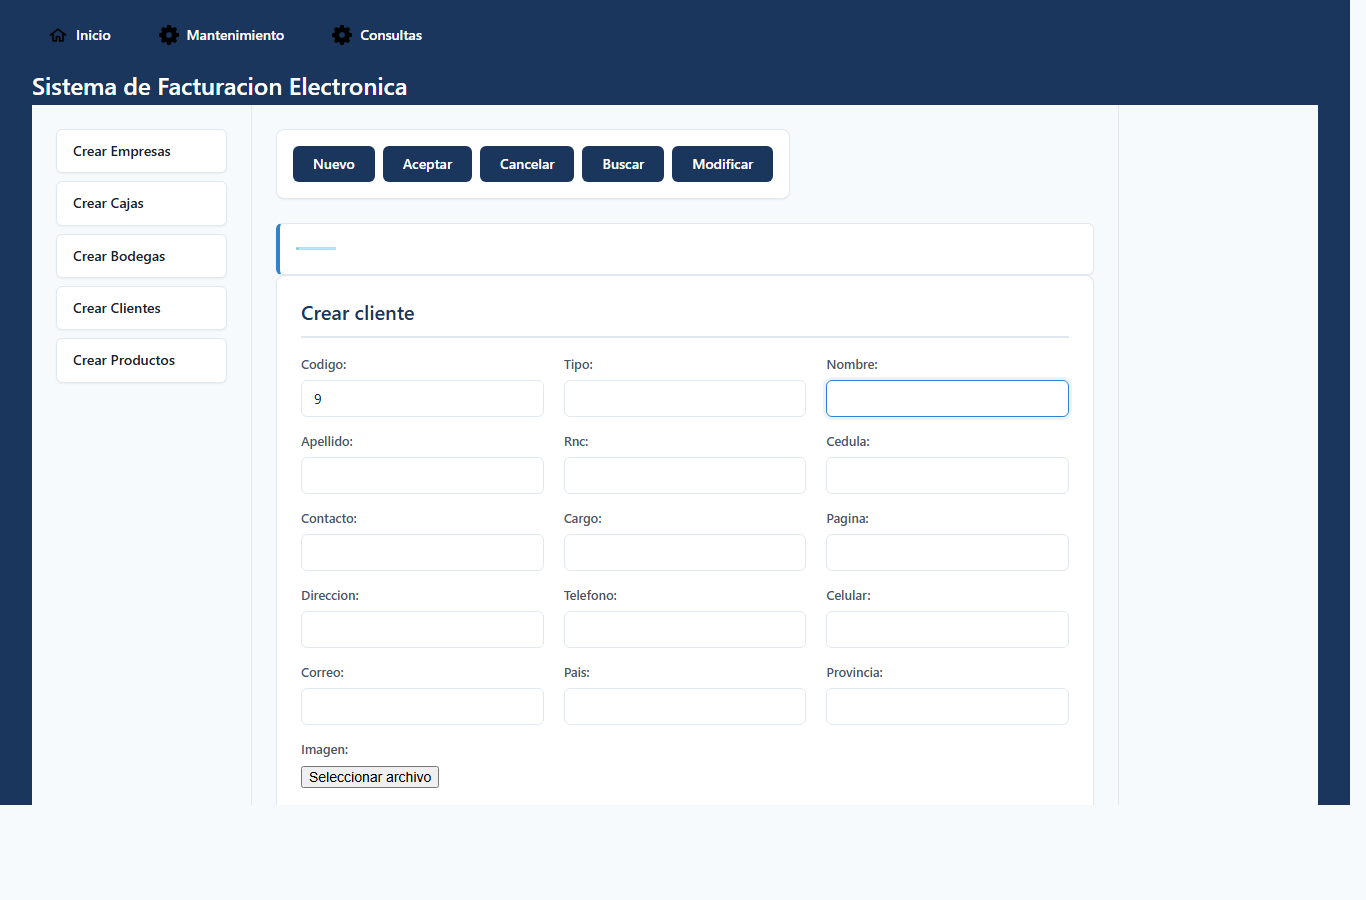 Inicio Mantenimiento Consultas
Sistema de Facturacion Electronica
Crear Empresas
Crear Cajas
Crear Bodegas
Crear Clientes
Crear Productos
Nuevo Aceptar Cancelar Buscar Modificar
Crear cliente
Codigo: Tipo: Nombre:
9
Apellido: Rnc: Cedula:
Contacto: Cargo: Pagina:
Direccion: Telefono: Celular:
Correo: Pais: Provincia:
Imagen:
Seleccionar archivo